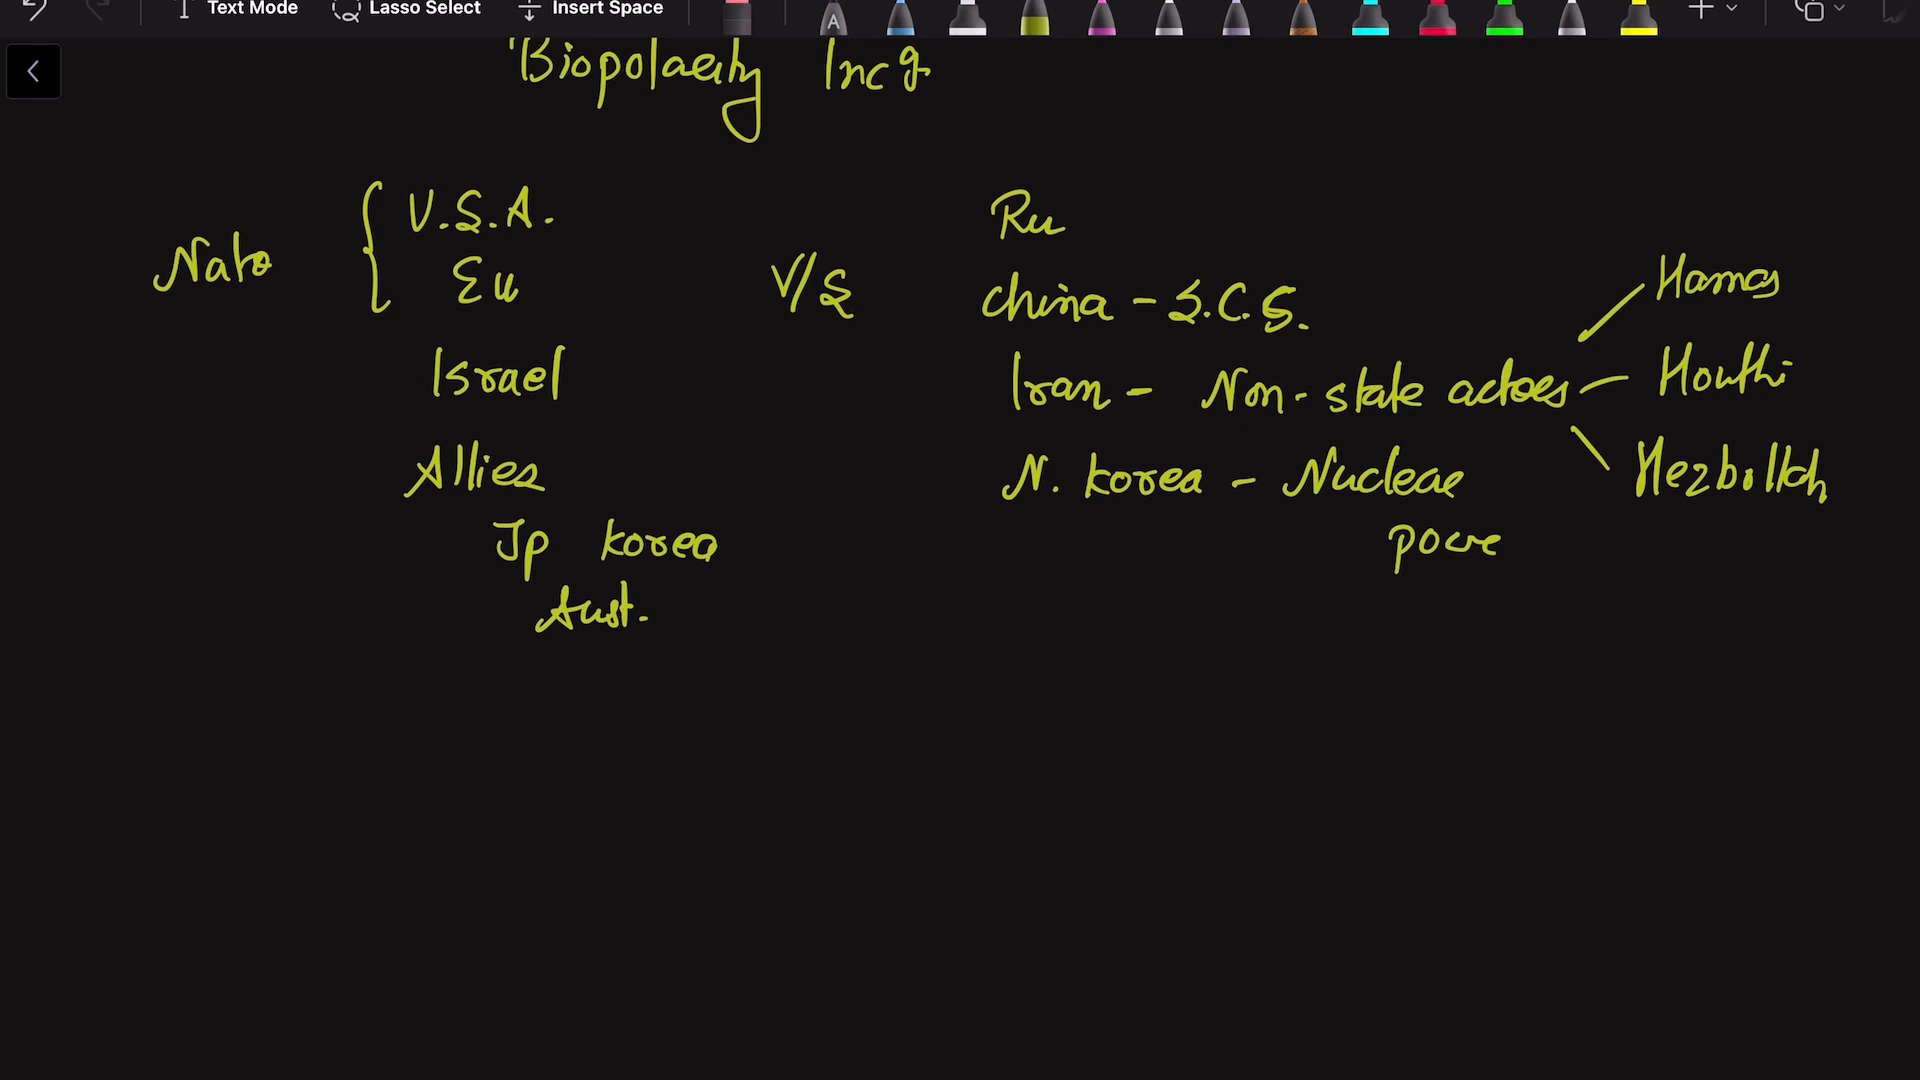 Text Mode Lasso Select Insert Space
A
Biopolarity Incg.
Nato { U.S.A. V/S Ru
Eu China - S.C.S. Hamas
Israel Iran - Non-state actors - Houthi
Allies N. Korea - Nuclear Hezbollah
Jp Korea power
Aust.